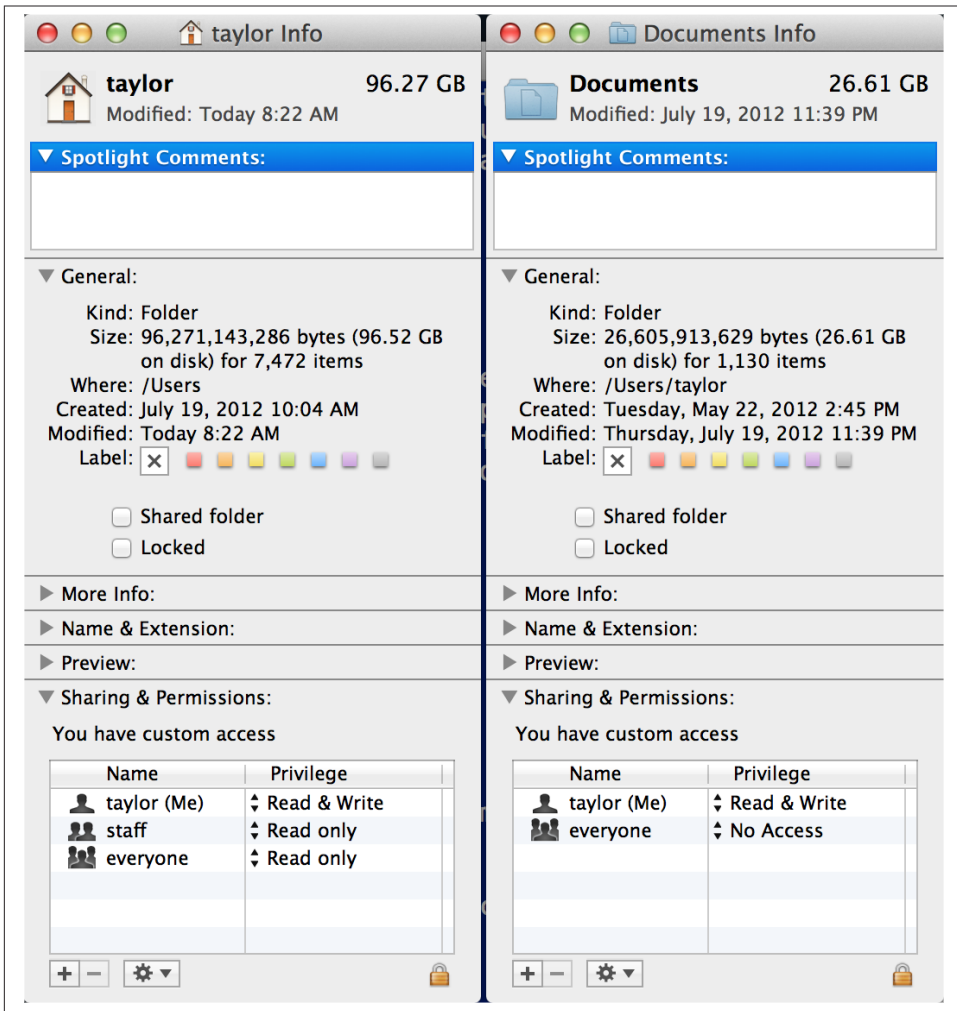 taylor Info
taylor 96.27 GB
Modified: Today 8:22 AM
Spotlight Comments:
General:
Kind: Folder
Size: 96,271,143,286 bytes (96.52 GB
on disk) for 7,472 items
Where: /Users
Created: July 19, 2012 10:04 AM
Modified: Today 8:22 AM
Label:
Shared folder
Locked
More Info:
Name & Extension:
Preview:
Sharing & Permissions:
You have custom access
Name Privilege
taylor (Me) Read & Write
staff Read only
everyone Read only
Documents Info
Documents 26.61 GB
Modified: July 19, 2012 11:39 PM
Spotlight Comments:
General:
Kind: Folder
Size: 26,605,913,629 bytes (26.61 GB
on disk) for 1,130 items
Where: /Users/taylor
Created: Tuesday, May 22, 2012 2:45 PM
Modified: Thursday, July 19, 2012 11:39 PM
Label:
Shared folder
Locked
More Info:
Name & Extension:
Preview:
Sharing & Permissions:
You have custom access
Name Privilege
taylor (Me) Read & Write
everyone No Access